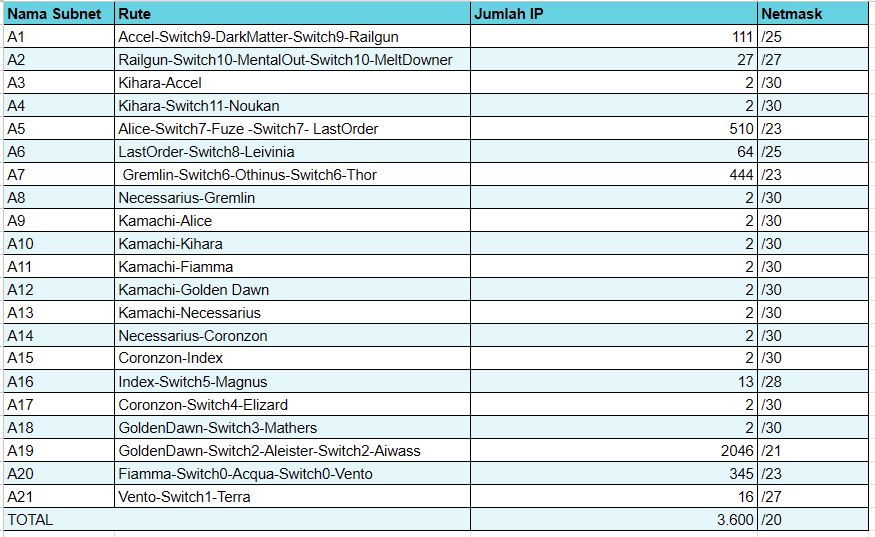 Nama Subnet Rute Jumlah IP Netmask
A1 Accel-Switch9-DarkMatter-Switch9-Railgun 111 /25
A2 Railgun-Switch10-MentalOut-Switch10-MeltDowner 27 /27
A3 Kihara-Accel 2 /30
A4 Kihara-Switch11-Noukan 2 /30
A5 Alice-Switch7-Fuze -Switch7- LastOrder 510 /23
A6 LastOrder-Switch8-Leivinia 64 /25
A7 Gremlin-Switch6-Othinus-Switch6-Thor 444 /23
A8 Necessarius-Gremlin 2 /30
A9 Kamachi-Alice 2 /30
A10 Kamachi-Kihara 2 /30
A11 Kamachi-Fiamma 2 /30
A12 Kamachi-Golden Dawn 2 /30
A13 Kamachi-Necessarius 2 /30
A14 Necessarius-Coronzon 2 /30
A15 Coronzon-Index 2 /30
A16 Index-Switch5-Magnus 13 /28
A17 Coronzon-Switch4-Elizard 2 /30
A18 GoldenDawn-Switch3-Mathers 2 /30
A19 GoldenDawn-Switch2-Aleister-Switch2-Aiwass 2046 /21
A20 Fiamma-Switch0-Acqua-Switch0-Vento 345 /23
A21 Vento-Switch1-Terra 16 /27
TOTAL 3.600 /20